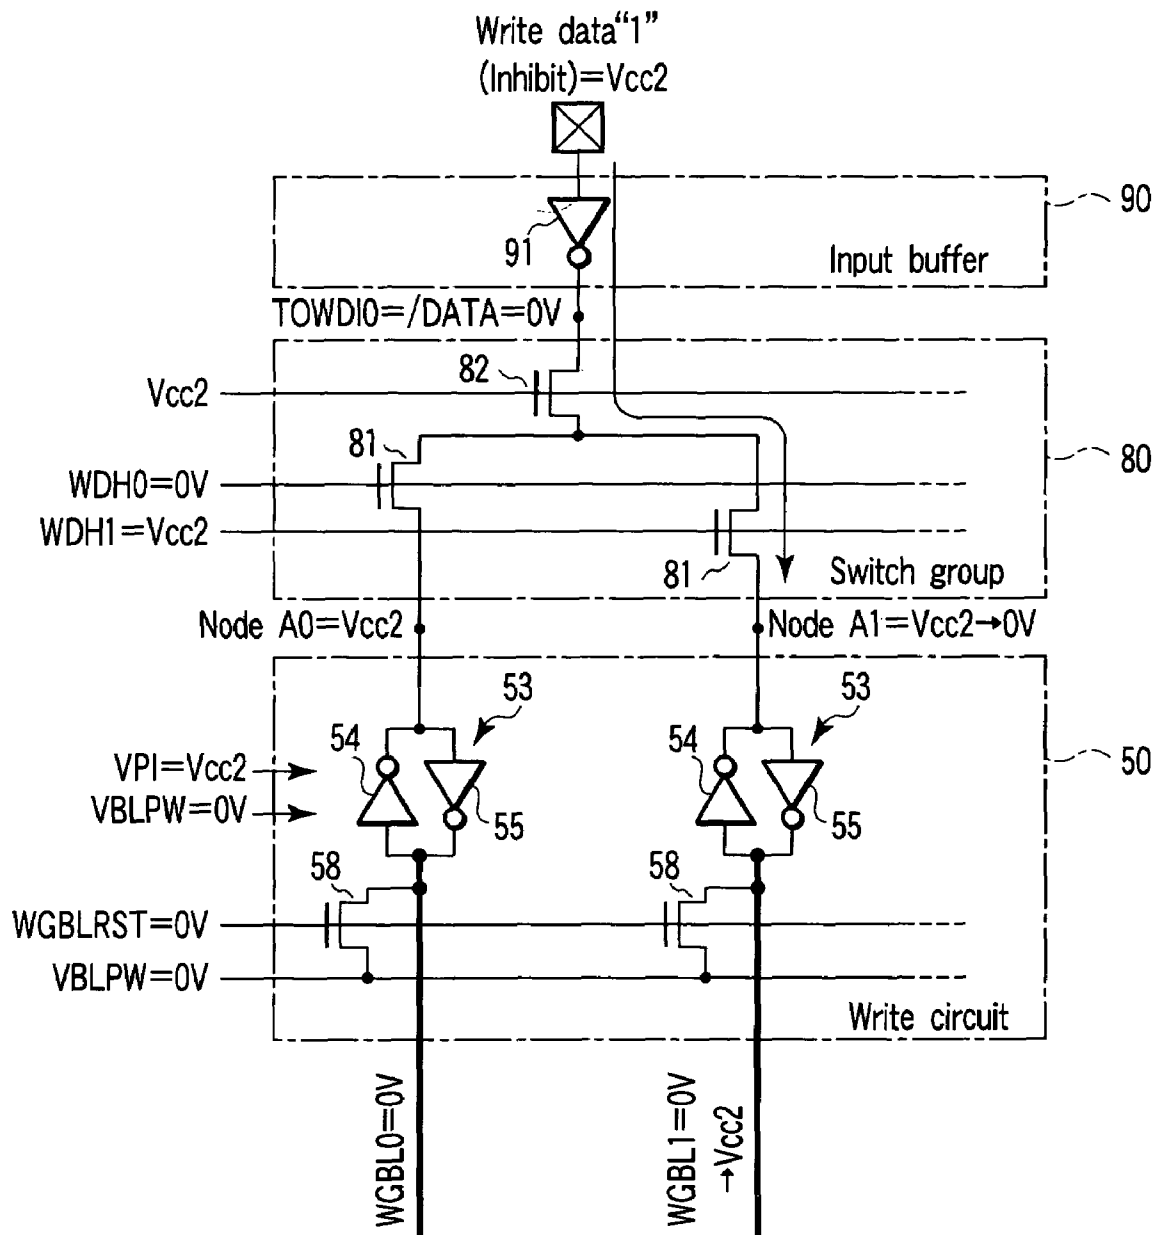 Write data“1”
(Inhibit)=Vcc2
90
91
Input buffer
TOWDI0=/DATA=0V
82
Vcc2
81
80
WDH0=0V
WDH1=Vcc2
81
Switch group
Node A0=Vcc2
Node A1=Vcc2→0V
53
53
54
54
50
VPI=Vcc2
VBLPW=0V
55
55
58
58
WGBLRST=0V
VBLPW=0V
Write circuit
WGBL0=0V
WGBL1=0V
→Vcc2